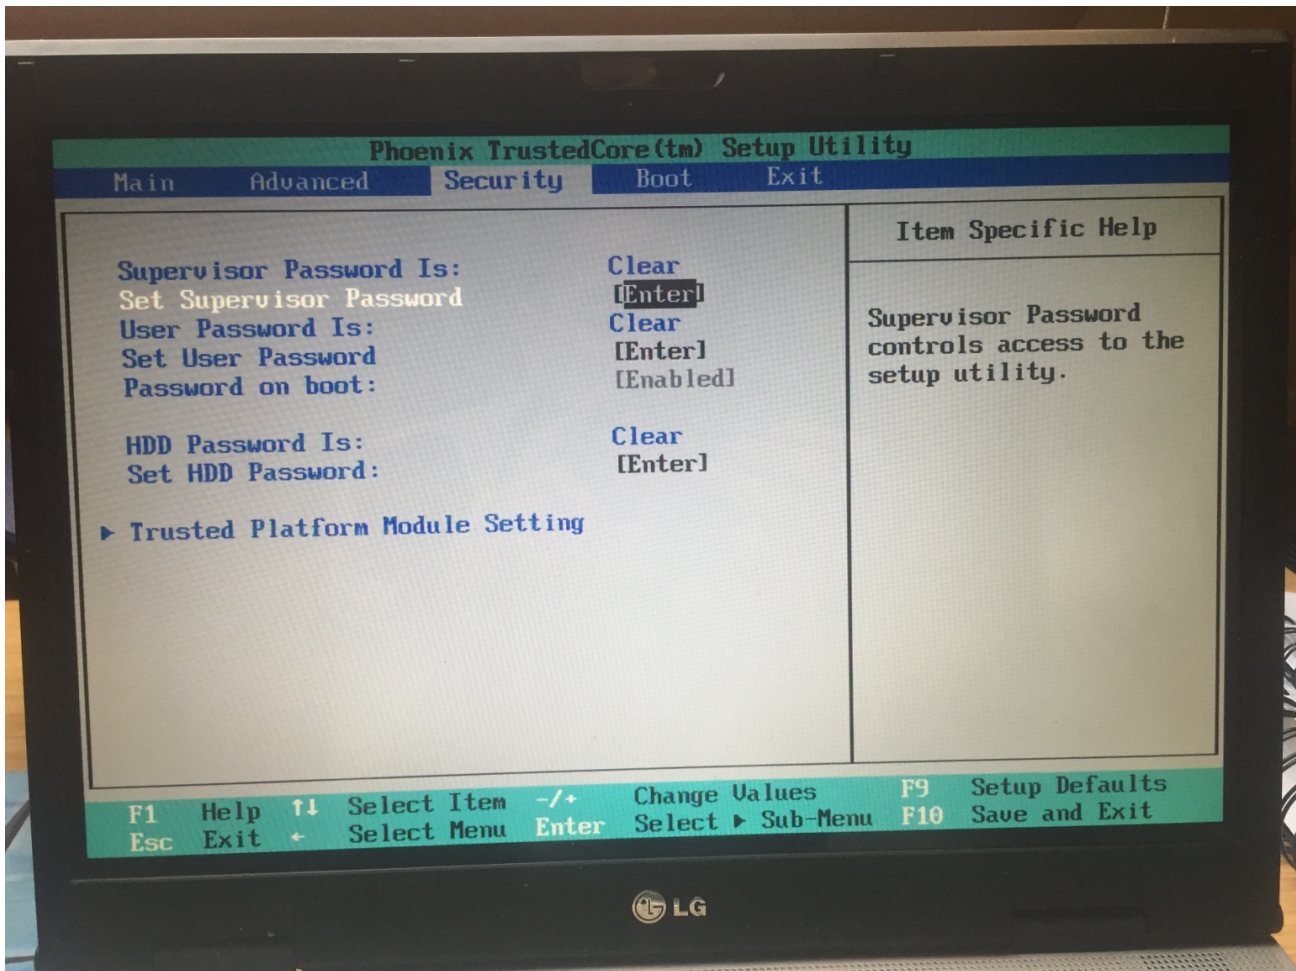 Phoenix TrustedCore(tm) Setup Utility
Main Advanced Security Boot Exit
Item Specific Help
Supervisor Password Is: Clear
Set Supervisor Password [Enter]
User Password Is: Clear
Set User Password [Enter]
Password on boot: [Enabled]
HDD Password Is: Clear
Set HDD Password: [Enter]
▶ Trusted Platform Module Setting
Supervisor Password
controls access to the
setup utility.
F1 Help ↑↓ Select Item -/+ Change Values F9 Setup Defaults
Esc Exit ← Select Menu Enter Select ▶ Sub-Menu F10 Save and Exit
LG